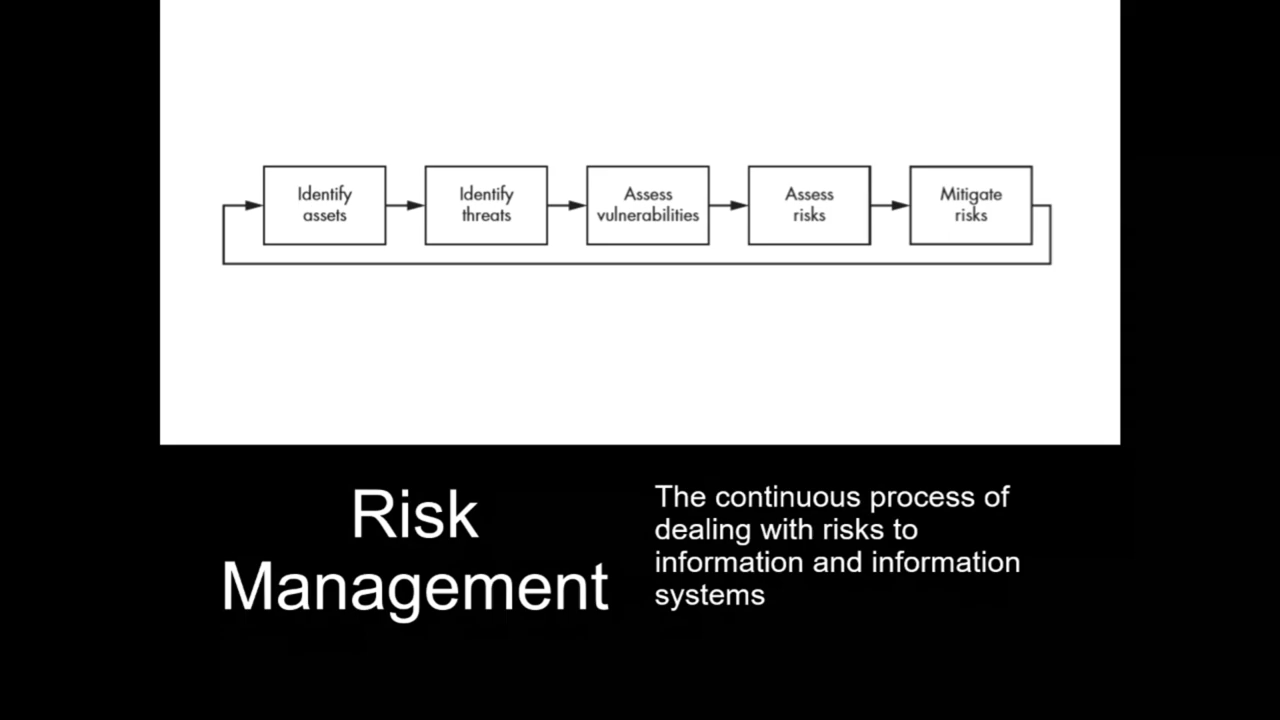 Identify
assets
Identify
threats
Assess
vulnerabilities
Assess
risks
Mitigate
risks
Risk
Management
The continuous process of
dealing with risks to
information and information
systems